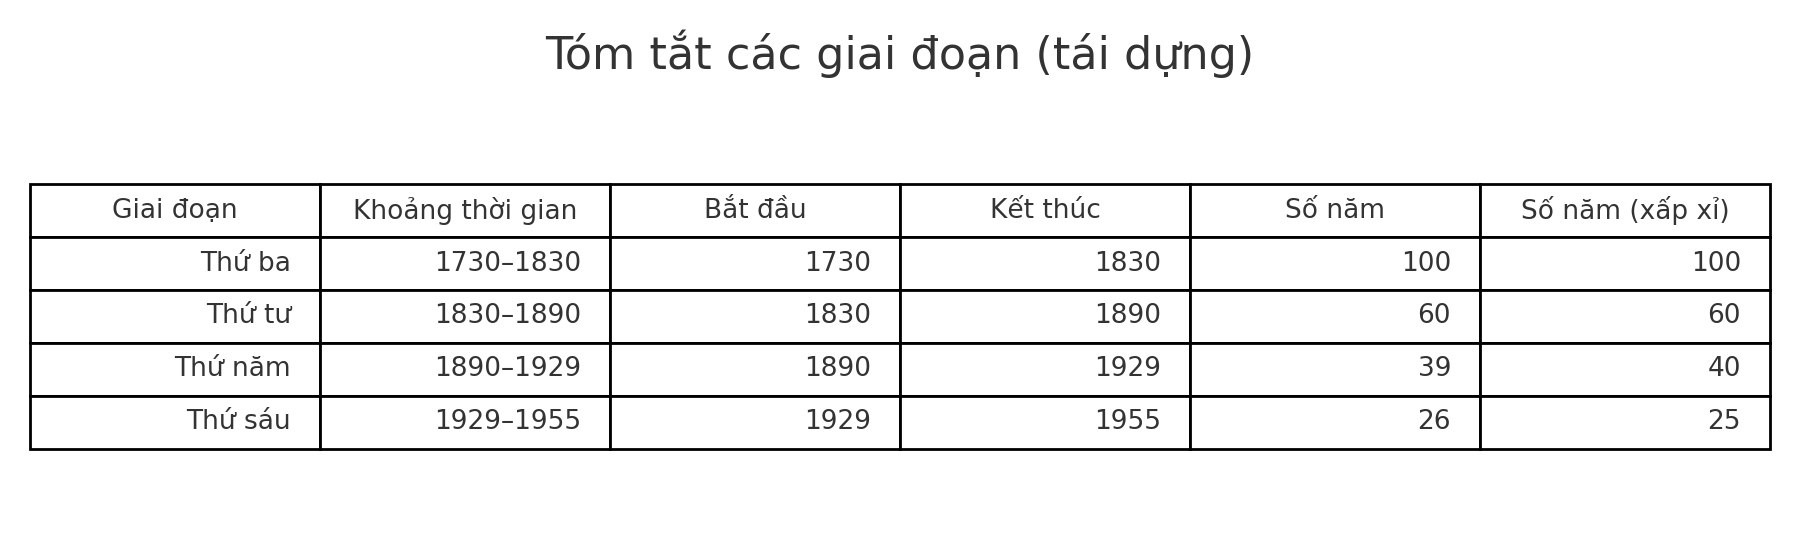 Tóm tắt các giai đoạn (tái dựng)
Giai đoạn Khoảng thời gian Bắt đầu Kết thúc Số năm Số năm (xấp xỉ)
Thứ ba 1730–1830 1730 1830 100 100
Thứ tư 1830–1890 1830 1890 60 60
Thứ năm 1890–1929 1890 1929 39 40
Thứ sáu 1929–1955 1929 1955 26 25